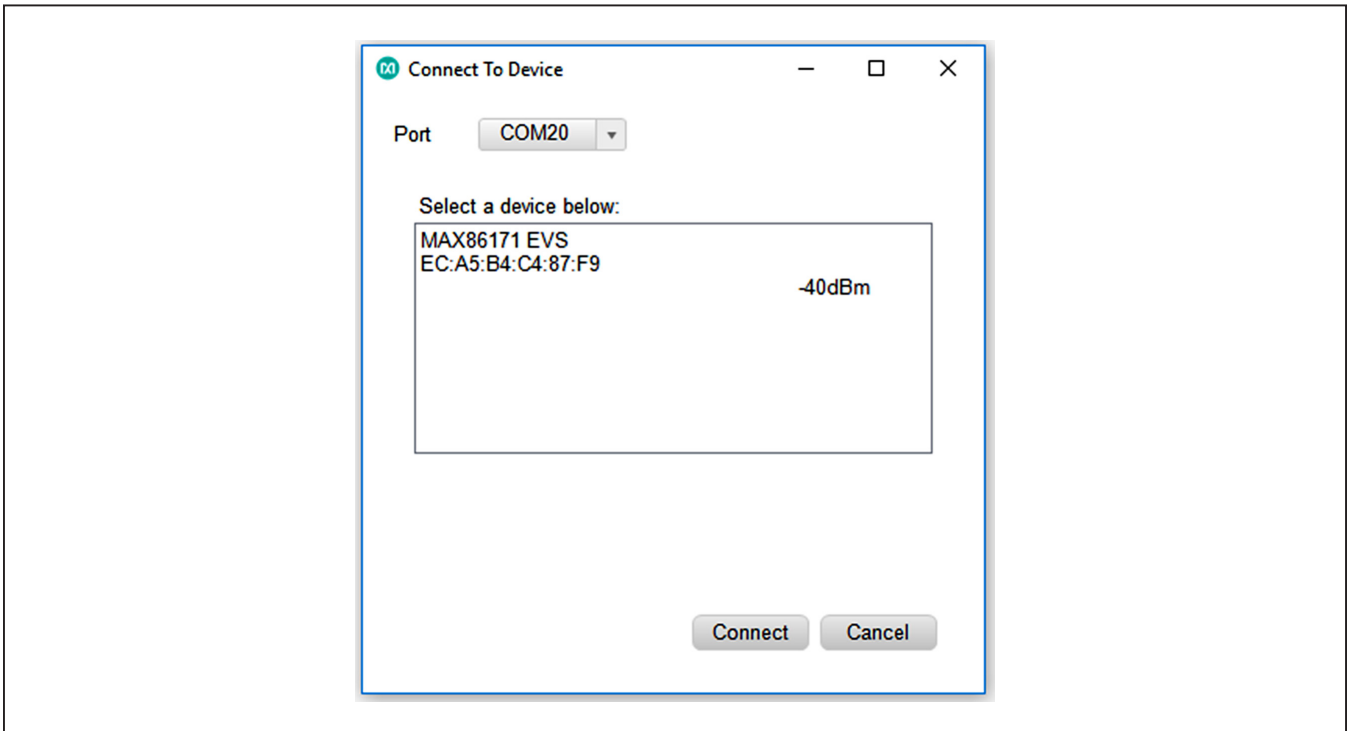 Connect To Device
Port COM20
Select a device below:
MAX86171 EVS
EC:A5:B4:C4:87:F9
-40dBm
Connect Cancel